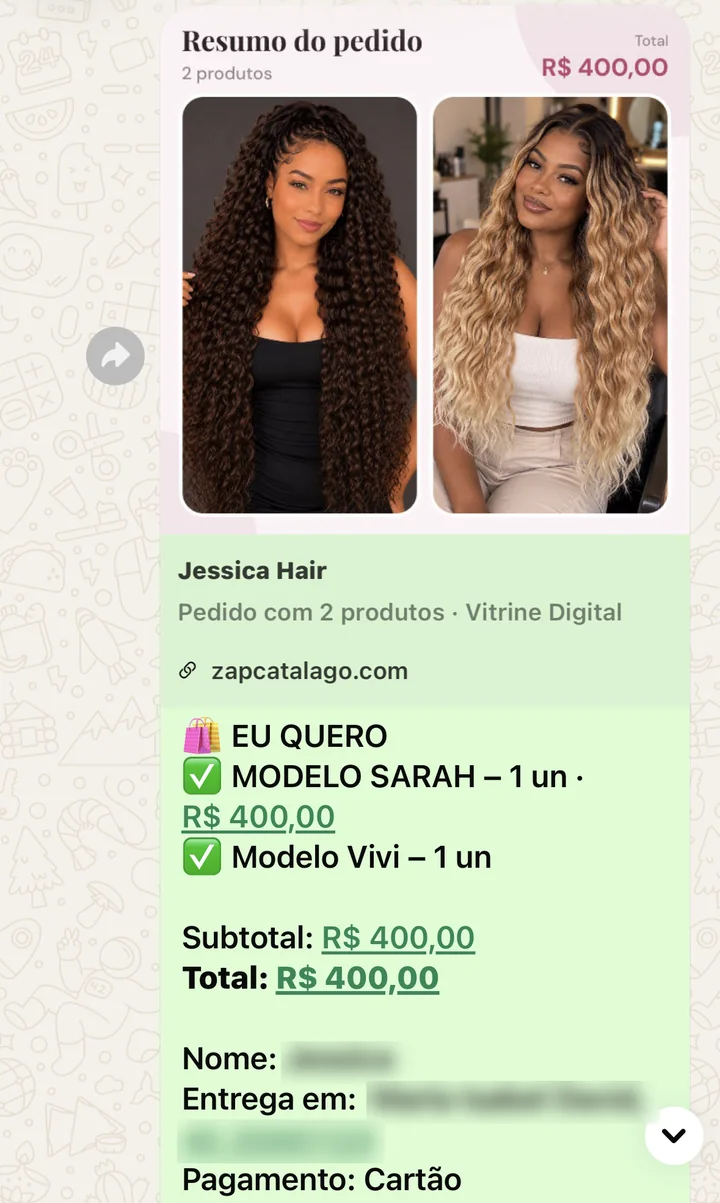 Resumo do pedido
2 produtos
Total
R$ 400,00
Jessica Hair
Pedido com 2 produtos · Vitrine Digital
zapcatalago.com
🛍️ EU QUERO
✅ MODELO SARAH – 1 un ·
R$ 400,00
✅ Modelo Vivi – 1 un
Subtotal: R$ 400,00
Total: R$ 400,00
Nome:
Entrega em:
Pagamento: Cartão